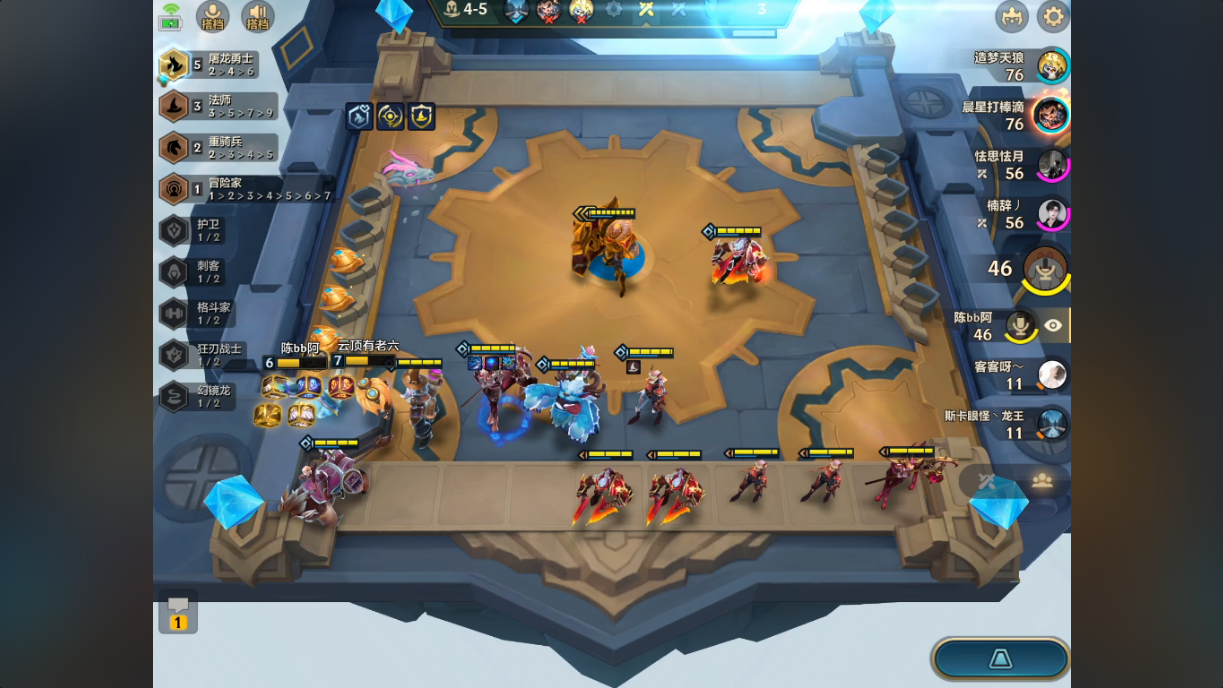 搭档
搭档
4-5
3
5 屠龙勇士
2 > 4 > 6
3 法师
3 > 5 > 7 > 9
2 重骑兵
2 > 3 > 4 > 5
1 冒险家
1 > 2 > 3 > 4 > 5 > 6 > 7
护卫
1 / 2
刺客
1 / 2
格斗家
1 / 2
狂刃战士
1 / 2
幻镜龙
1 / 2
造梦天狼
76
晨星打棒滴
76
怯思怯月
56
楠辞丿
56
46
陈bb阿
46
客客呀～
11
斯卡眼怪丶龙王
11
陈bb阿
6
云顶有老六
7
1